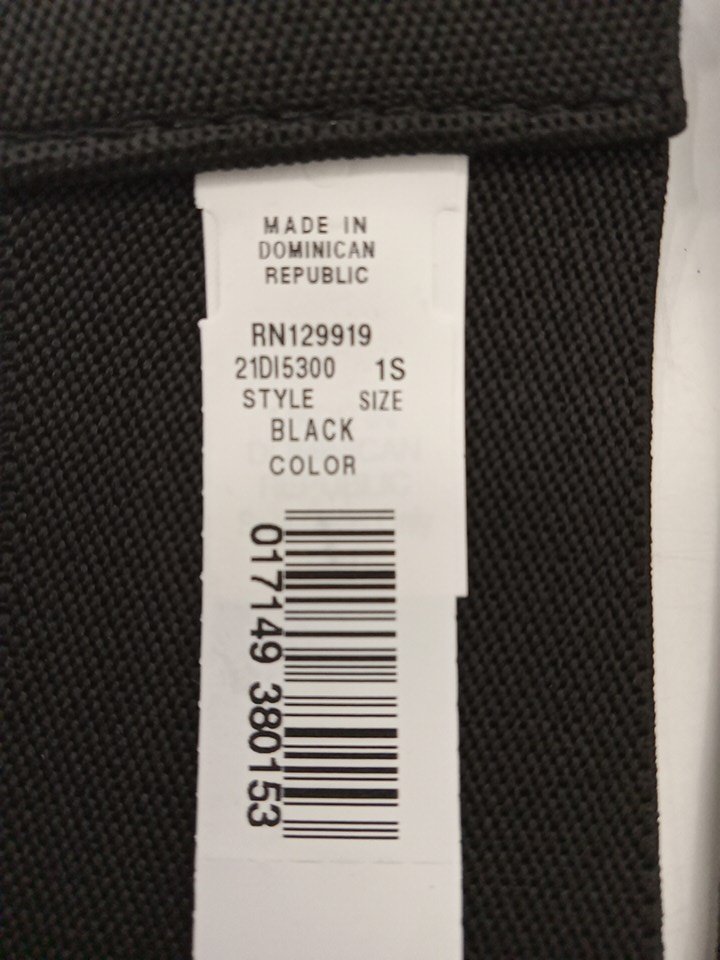 MADE IN
DOMINICAN
REPUBLIC
RN129919
21DI5300 1S
STYLE SIZE
BLACK
COLOR
017149 380153